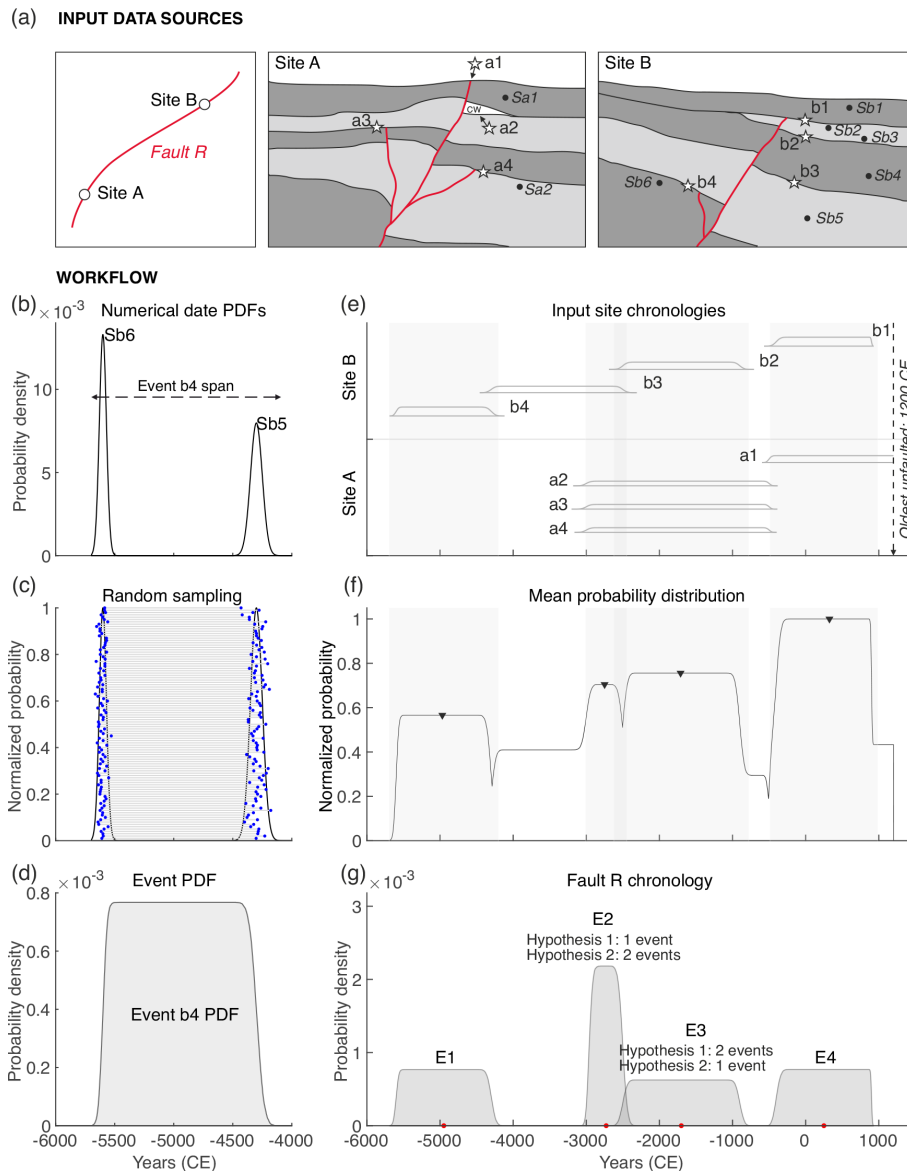 (a) INPUT DATA SOURCES
Site B
Fault R
Site A
Site A
a1
Sa1
cw
a2
a3
a4
Sa2
Site B
b1
Sb1
Sb2
Sb3
b2
b3
Sb4
Sb6
b4
Sb5
WORKFLOW
(b) Numerical date PDFs
× 10⁻³
Sb6
Event b4 span
Sb5
10
5
0
Probability density
(c) Random sampling
1
0.8
0.6
0.4
0.2
0
Normalized probability
-6000 -5500 -5000 -4500 -4000
(d) Event PDF
× 10⁻³
0.8
0.4
0
Probability density
Event b4 PDF
-6000 -5500 -5000 -4500 -4000
Years (CE)
(e) Input site chronologies
Site B
Site A
b1
b2
b3
b4
a1
a2
a3
a4
Oldest unfaulted: 1200 CE
(f) Mean probability distribution
1
0.8
0.6
0.4
0.2
0
Normalized probability
(g) Fault R chronology
× 10⁻³
3
2
1
0
Probability density
E2
Hypothesis 1: 1 event
Hypothesis 2: 2 events
E3
Hypothesis 1: 2 events
Hypothesis 2: 1 event
E1
E4
-6000 -5000 -4000 -3000 -2000 -1000 0 1000
Years (CE)